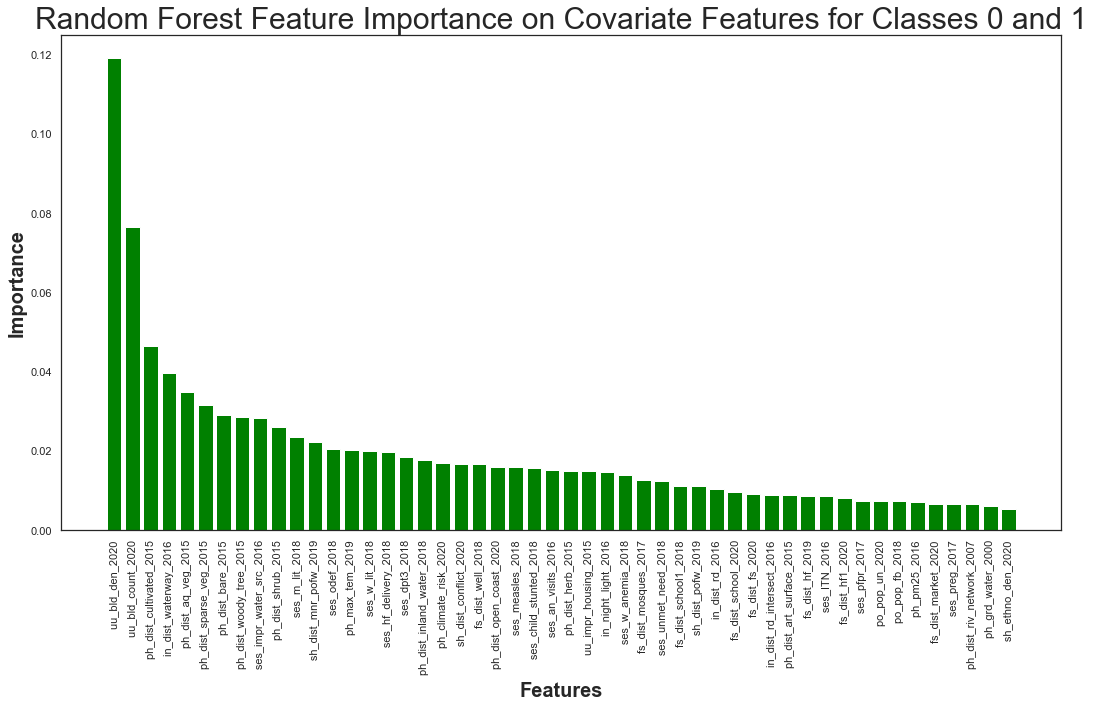 Random Forest Feature Importance on Covariate Features for Classes 0 and 1
Importance
0.12
0.10
0.08
0.06
0.04
0.02
0.00
uu_bld_den_2020
uu_bld_count_2020
ph_dist_cultivated_2015
in_dist_waterway_2016
ph_dist_aq_veg_2015
ph_dist_sparse_veg_2015
ph_dist_bare_2015
ph_dist_woody_tree_2015
ses_impr_water_src_2016
ph_dist_shrub_2015
ses_m_lit_2018
sh_dist_mnr_pofw_2019
ses_odef_2018
ph_max_tem_2019
ses_w_lit_2018
ses_hf_delivery_2018
ses_dpt3_2018
ph_dist_inland_water_2018
ph_climate_risk_2020
sh_dist_conflict_2020
fs_dist_well_2018
ph_dist_open_coast_2020
ses_measles_2018
ses_child_stunted_2018
ses_an_visits_2016
ph_dist_herb_2015
uu_impr_housing_2015
in_night_light_2016
ses_w_anemia_2018
fs_dist_mosques_2017
ses_unmet_need_2018
fs_dist_school1_2018
sh_dist_pofw_2019
in_dist_rd_2016
fs_dist_school_2020
fs_dist_fs_2020
in_dist_rd_intersect_2016
ph_dist_art_surface_2015
fs_dist_hf_2019
ses_ITN_2016
fs_dist_hf1_2020
ses_pfpr_2017
po_pop_un_2020
po_pop_fb_2018
ph_pm25_2016
fs_dist_market_2020
ses_preg_2017
ph_dist_riv_network_2007
ph_grd_water_2000
sh_ethno_den_2020
Features